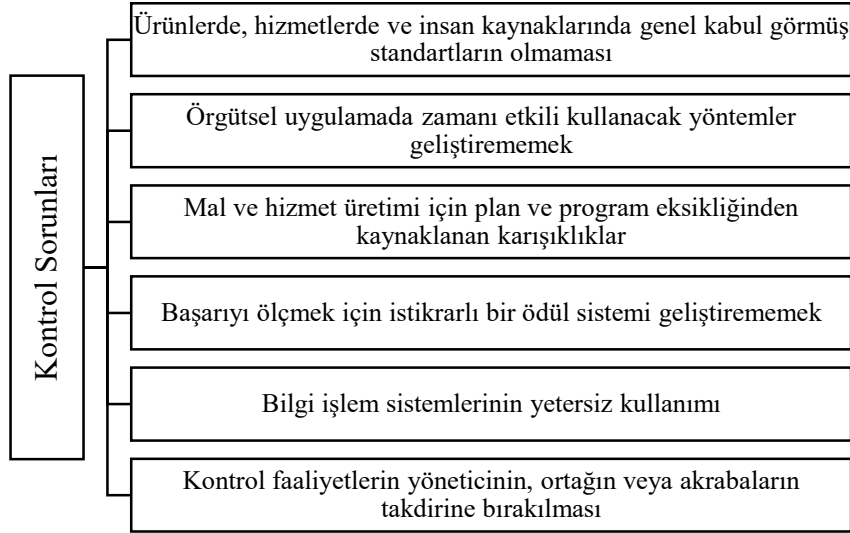 Kontrol Sorunları
Ürünlerde, hizmetlerde ve insan kaynaklarında genel kabul görmüş
standartların olmaması
Örgütsel uygulamada zamanı etkili kullanacak yöntemler
geliştirememek
Mal ve hizmet üretimi için plan ve program eksikliğinden
kaynaklanan karışıklıklar
Başarıyı ölçmek için istikrarlı bir ödül sistemi geliştirememek
Bilgi işlem sistemlerinin yetersiz kullanımı
Kontrol faaliyetlerin yöneticinin, ortağın veya akrabaların
takdirine bırakılması